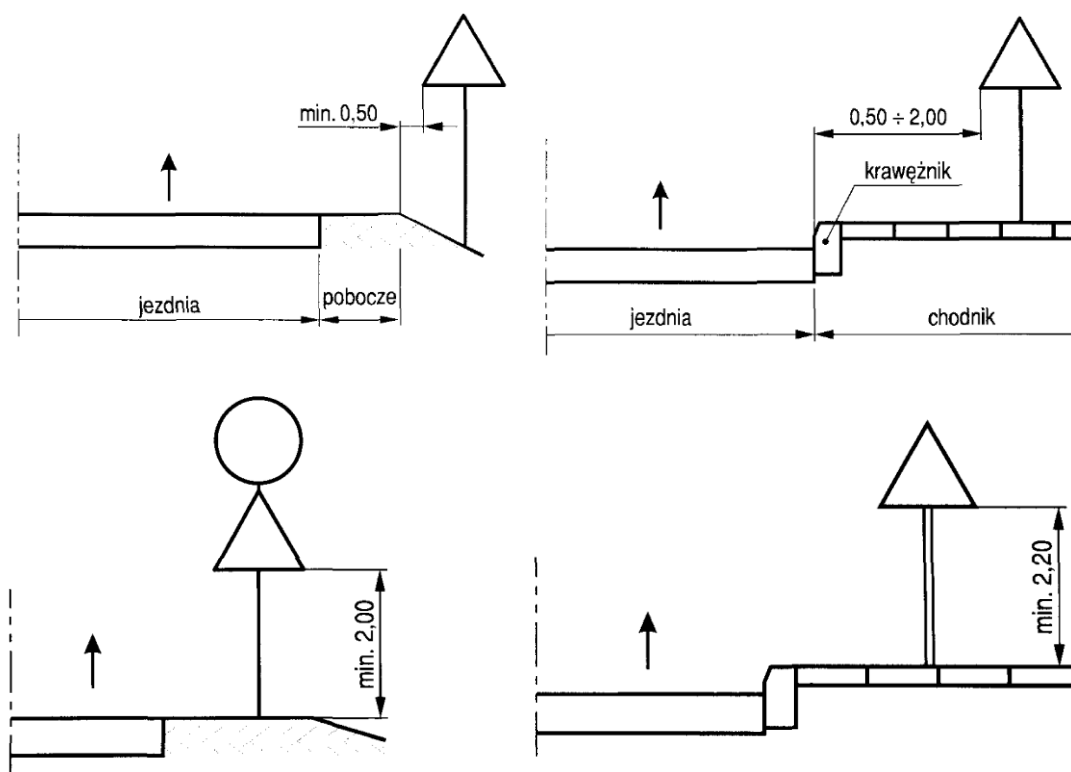 min. 0,50
jezdnia
pobocze
0,50 ÷ 2,00
krawężnik
jezdnia
chodnik
min. 2,00
min. 2,20